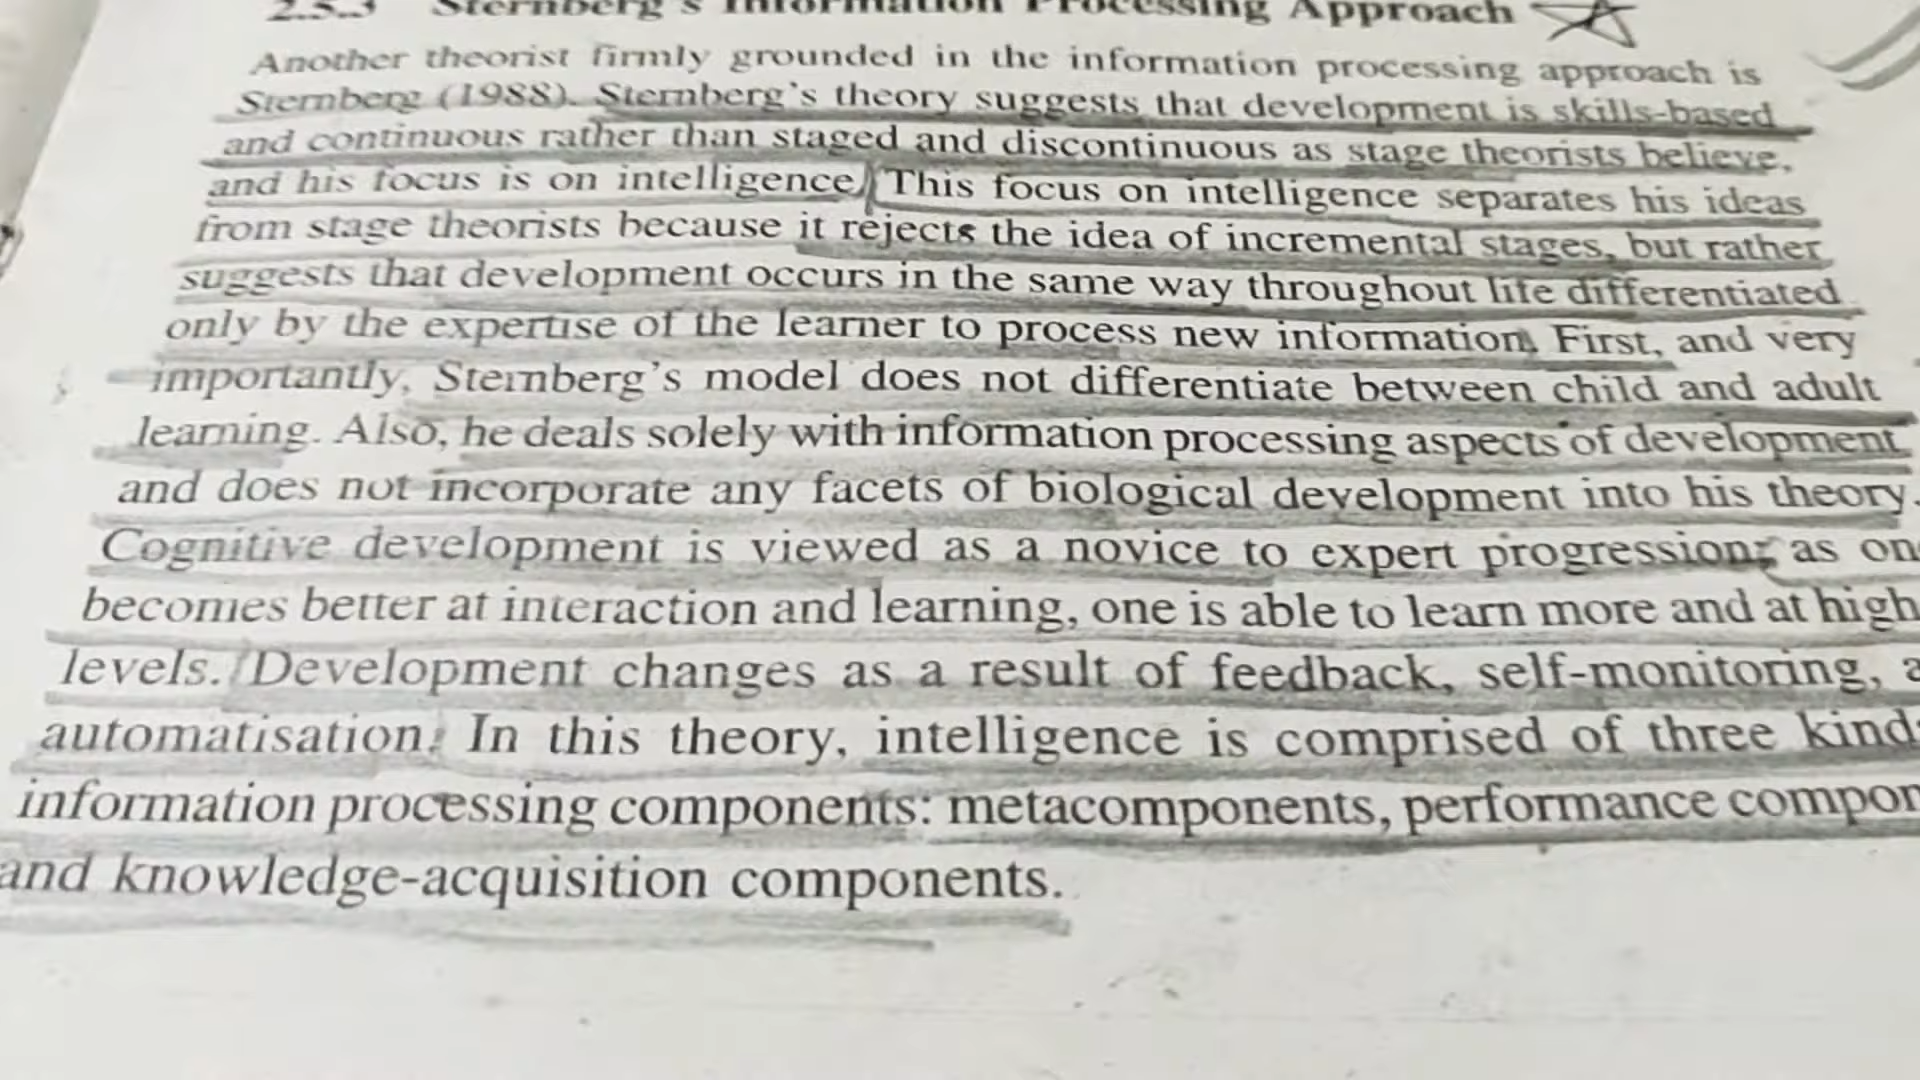 2.5.3 Sternberg's Information Processing Approach
Another theorist firmly grounded in the information processing approach is
Sternberg (1988). Sternberg's theory suggests that development is skills-based
and continuous rather than staged and discontinuous as stage theorists believe,
and his focus is on intelligence. This focus on intelligence separates his ideas
from stage theorists because it rejects the idea of incremental stages, but rather
suggests that development occurs in the same way throughout life differentiated
only by the expertise of the learner to process new information. First, and very
importantly, Sternberg's model does not differentiate between child and adult
learning. Also, he deals solely with information processing aspects of development
and does not incorporate any facets of biological development into his theory.
Cognitive development is viewed as a novice to expert progression; as on
becomes better at interaction and learning, one is able to learn more and at high
levels. Development changes as a result of feedback, self-monitoring, a
automatisation. In this theory, intelligence is comprised of three kind
information processing components: metacomponents, performance compon
and knowledge-acquisition components.